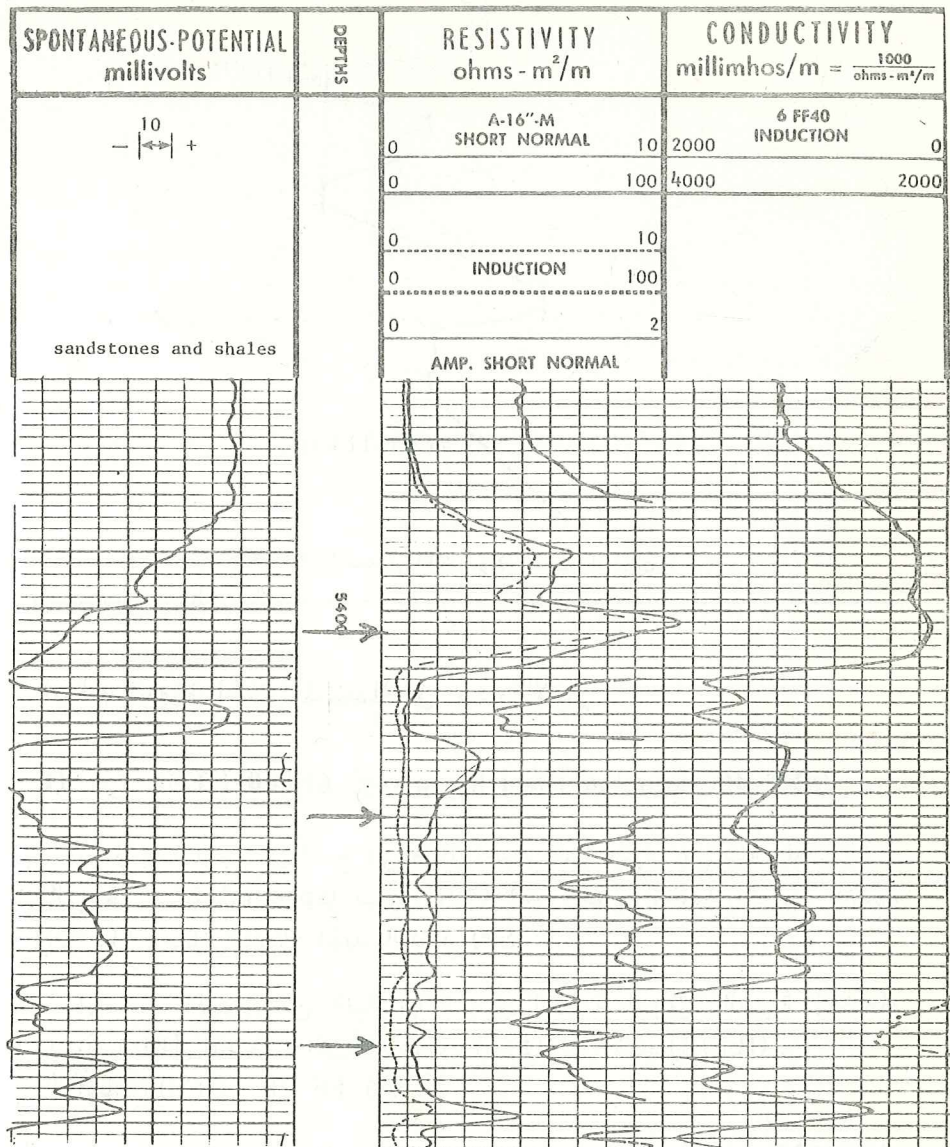 SPONTANEOUS-POTENTIAL
millivolts
DEPTHS
RESISTIVITY
ohms - m²/m
CONDUCTIVITY
millimhos/m = 1000
ohms - m²/m
10
- +
A-16"-M
SHORT NORMAL
0 10
0 100
0 10
INDUCTION
0 100
0 2
AMP. SHORT NORMAL
6 FF40
INDUCTION
2000 0
4000 2000
sandstones and shales
5400